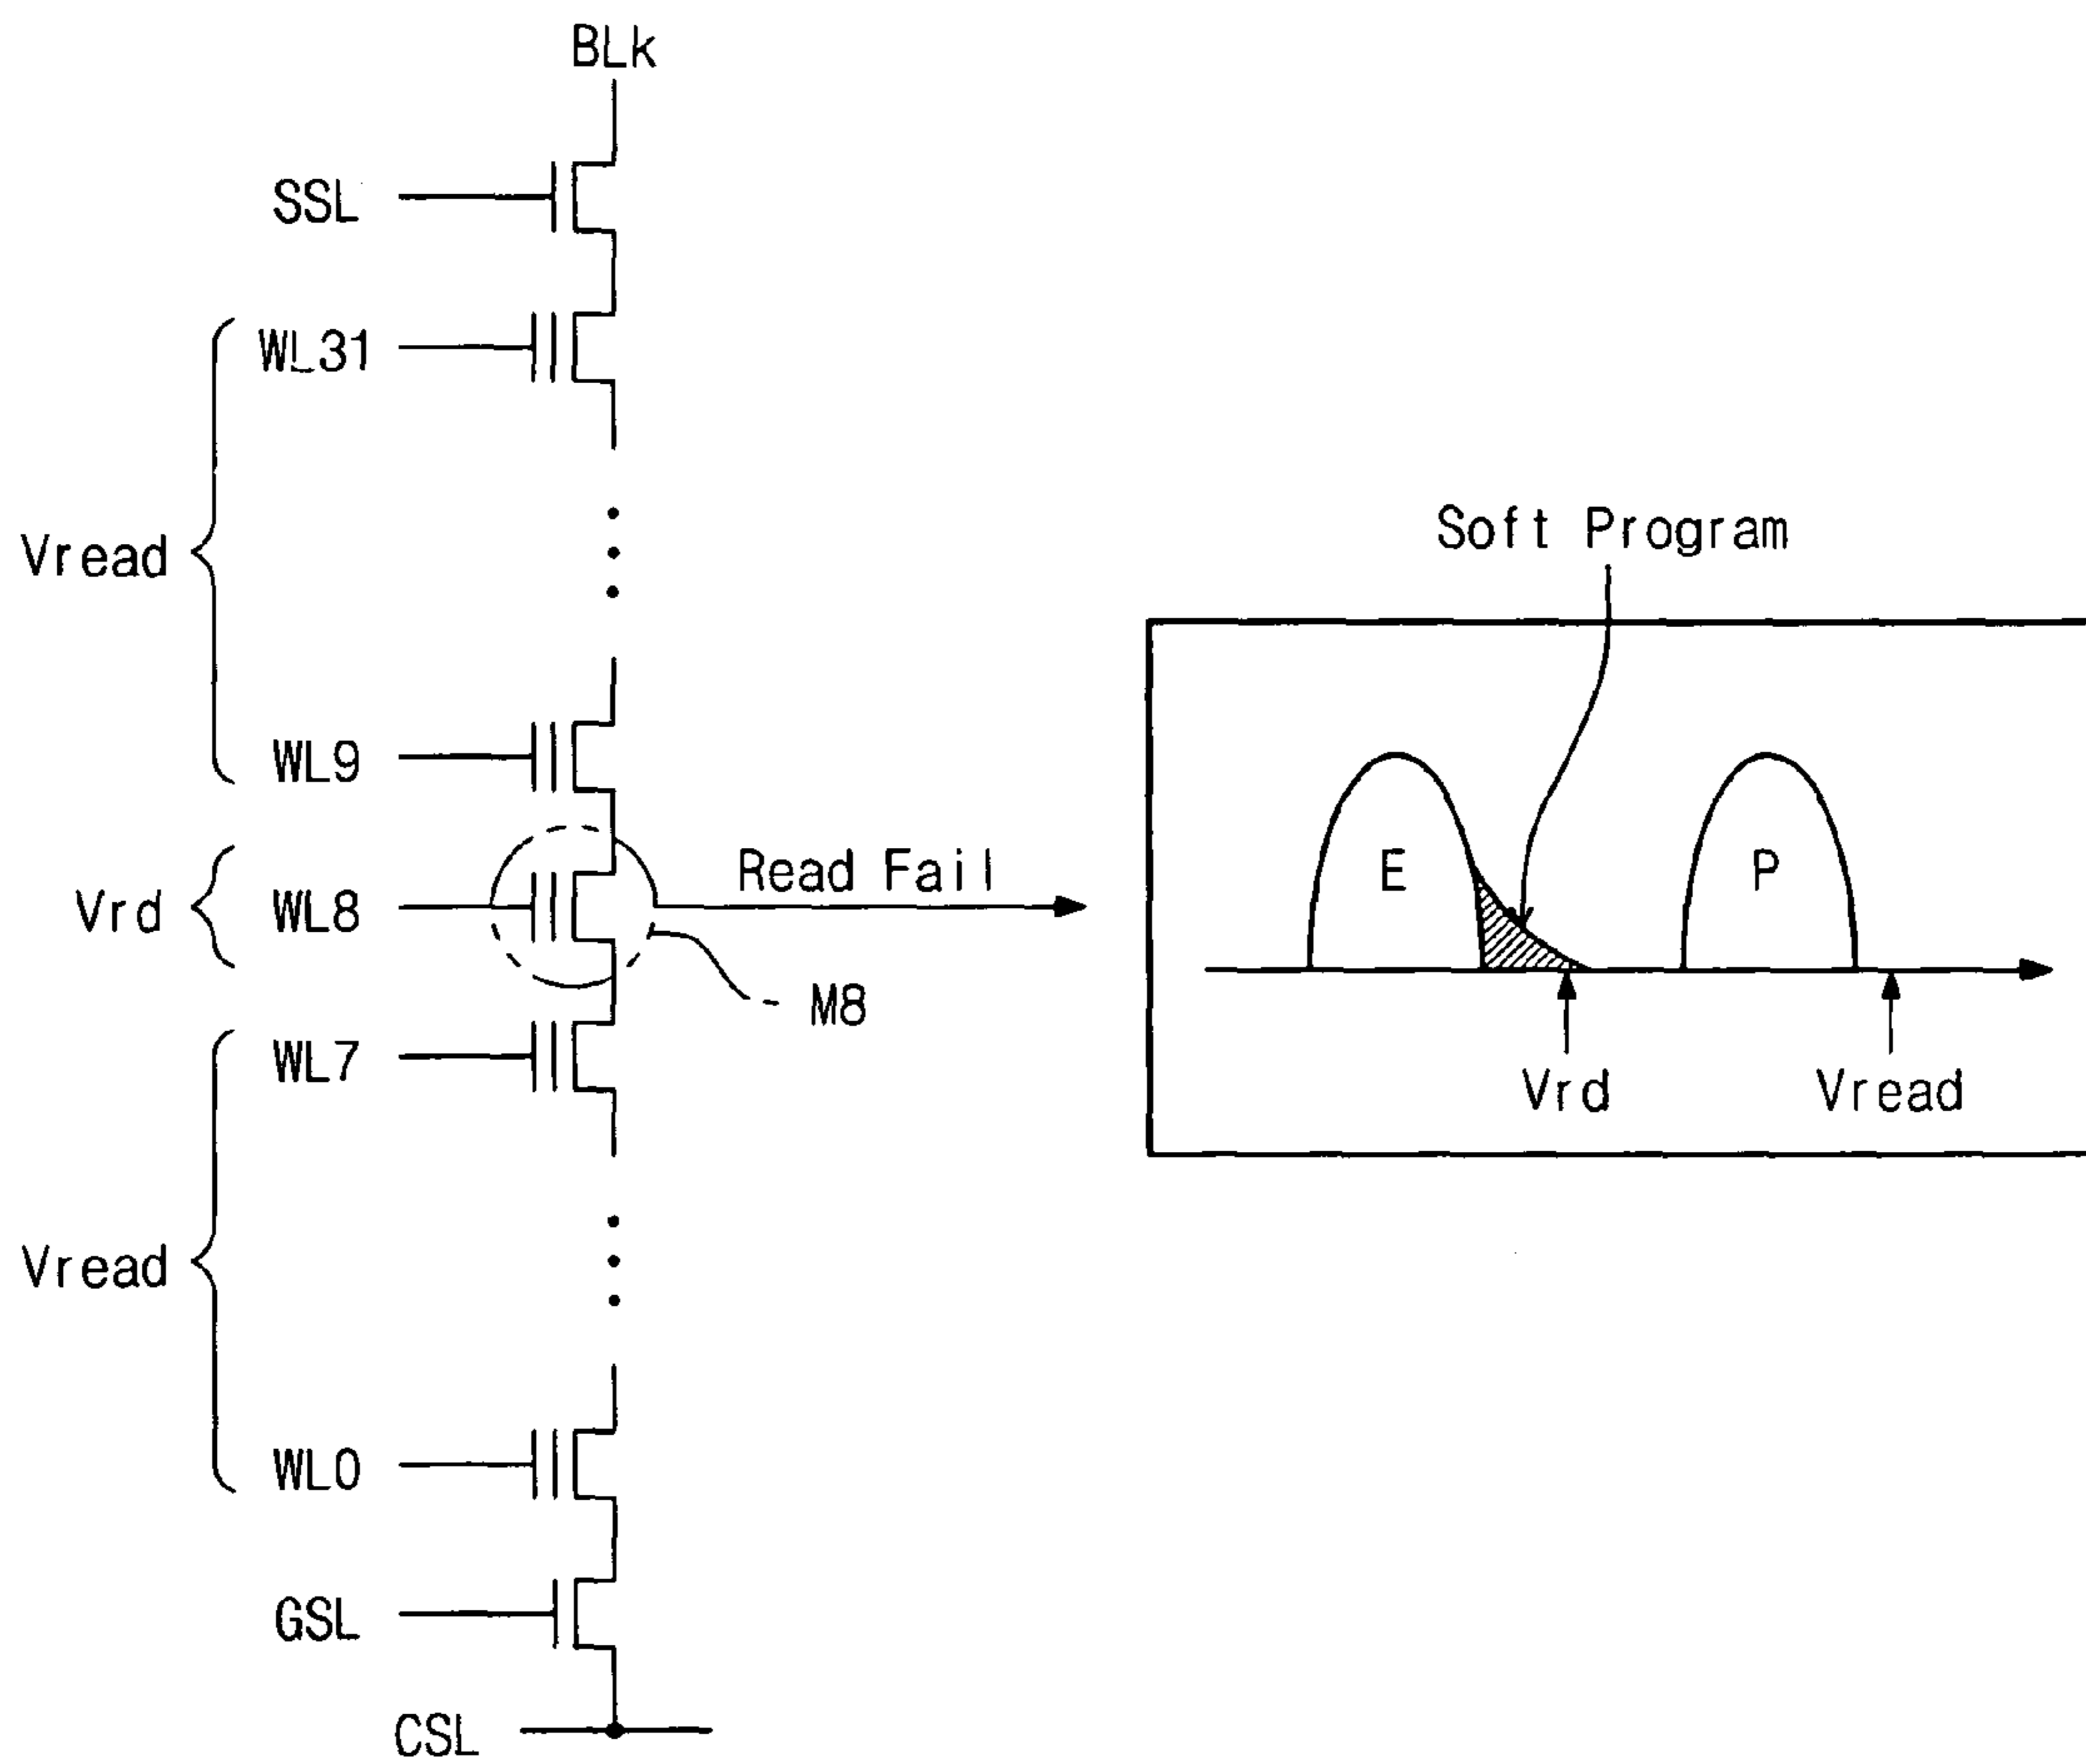 BLk
SSL
WL31
Vread
WL9
Vrd
WL8
Read Fail
M8
WL7
Vread
WL0
GSL
CSL
Soft Program
E
P
Vrd
Vread